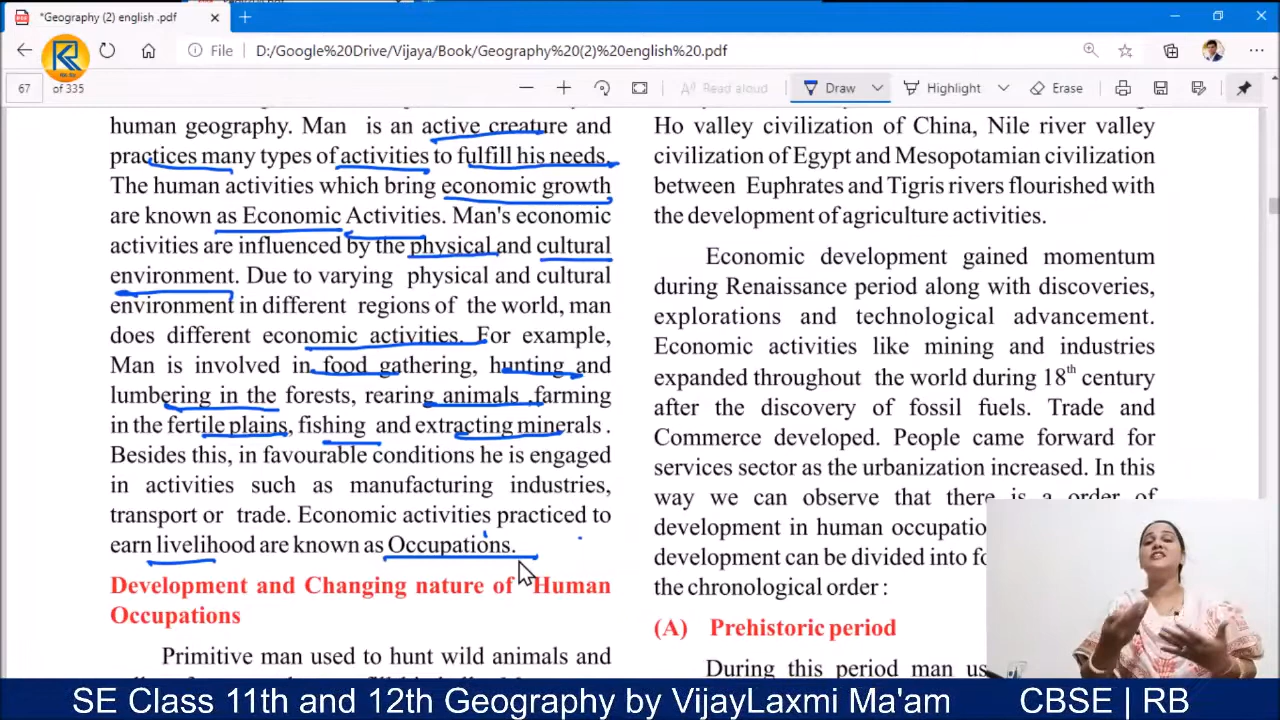 *Geography (2) english .pdf
File
D:/Google%20Drive/Vijaya/Book/Geography%20(2)%20english%20.pdf
67
of 335
Read aloud
Draw
Highlight
Erase
human geography. Man is an active creature and
practices many types of activities to fulfill his needs.
The human activities which bring economic growth
are known as Economic Activities. Man's economic
activities are influenced by the physical and cultural
environment. Due to varying physical and cultural
environment in different regions of the world, man
does different economic activities. For example,
Man is involved in food gathering, hunting and
lumbering in the forests, rearing animals ,farming
in the fertile plains, fishing and extracting minerals .
Besides this, in favourable conditions he is engaged
in activities such as manufacturing industries,
transport or trade. Economic activities practiced to
earn livelihood are known as Occupations.
Development and Changing nature of Human
Occupations
Primitive man used to hunt wild animals and
Ho valley civilization of China, Nile river valley
civilization of Egypt and Mesopotamian civilization
between Euphrates and Tigris rivers flourished with
the development of agriculture activities.
Economic development gained momentum
during Renaissance period along with discoveries,
explorations and technological advancement.
Economic activities like mining and industries
expanded throughout the world during 18th century
after the discovery of fossil fuels. Trade and
Commerce developed. People came forward for
services sector as the urbanization increased. In this
way we can observe that there is a order of
development in human
development can be divided into
the chronological order :
(A) Prehistoric period
During this period man
SE Class 11th and 12th Geography by VijayLaxmi Ma'am
CBSE | RB